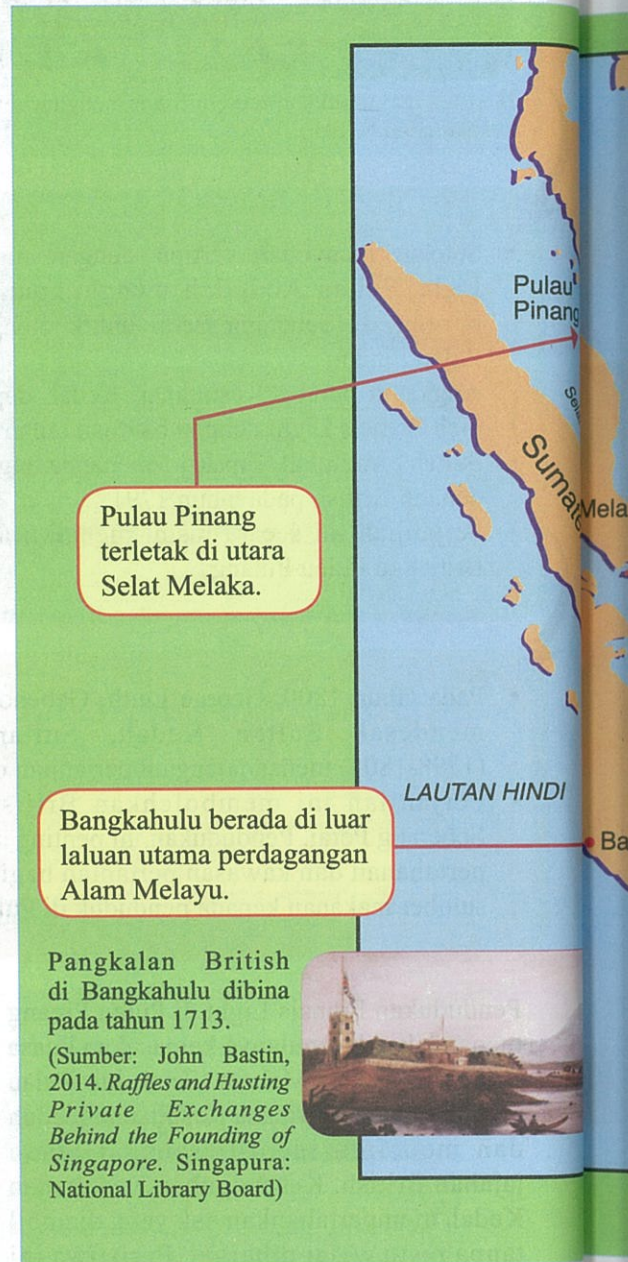 Pulau
Pinang
Sumate
Mela
Pulau Pinang
terletak di utara
Selat Melaka.
LAUTAN HINDI
Bangkahulu berada di luar
laluan utama perdagangan
Alam Melayu.
Ba
Pangkalan British
di Bangkahulu dibina
pada tahun 1713.
(Sumber: John Bastin,
2014. Raffles and Husting
Private Exchanges
Behind the Founding of
Singapore. Singapura:
National Library Board)